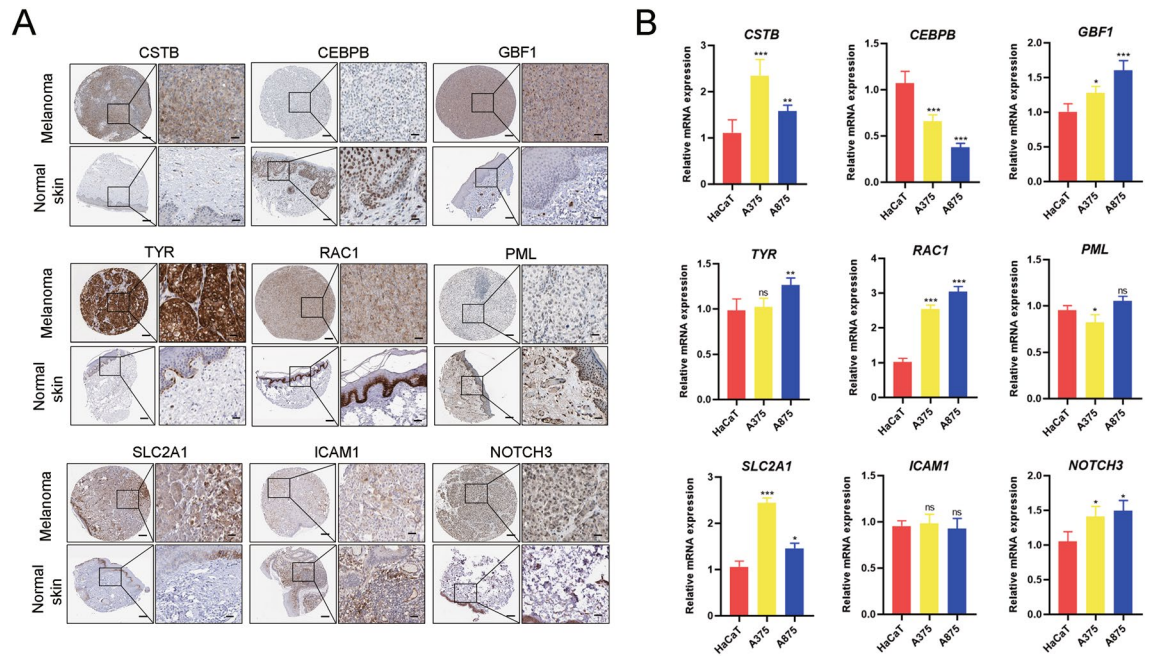 A
CSTB CEBPB GBF1
Melanoma
Normal skin
TYR RAC1 PML
Melanoma
Normal skin
SLC2A1 ICAM1 NOTCH3
Melanoma
Normal skin
B
CSTB
Relative mRNA expression
3
2
1
0
***
**
HaCaT A375 A875
CEBPB
Relative mRNA expression
1.5
1.0
0.5
0.0
***
***
HaCaT A375 A875
GBF1
Relative mRNA expression
2.0
1.5
1.0
0.5
0.0
*
***
HaCaT A375 A875
TYR
Relative mRNA expression
1.5
1.0
0.5
0.0
ns
**
HaCaT A375 A875
RAC1
Relative mRNA expression
4
3
2
1
0
***
***
HaCaT A375 A875
PML
Relative mRNA expression
1.5
1.0
0.5
0.0
*
ns
HaCaT A375 A875
SLC2A1
Relative mRNA expression
3
2
1
0
***
*
HaCaT A375 A875
ICAM1
Relative mRNA expression
1.5
1.0
0.5
0.0
ns
ns
HaCaT A375 A875
NOTCH3
Relative mRNA expression
2.0
1.5
1.0
0.5
0.0
*
*
HaCaT A375 A875